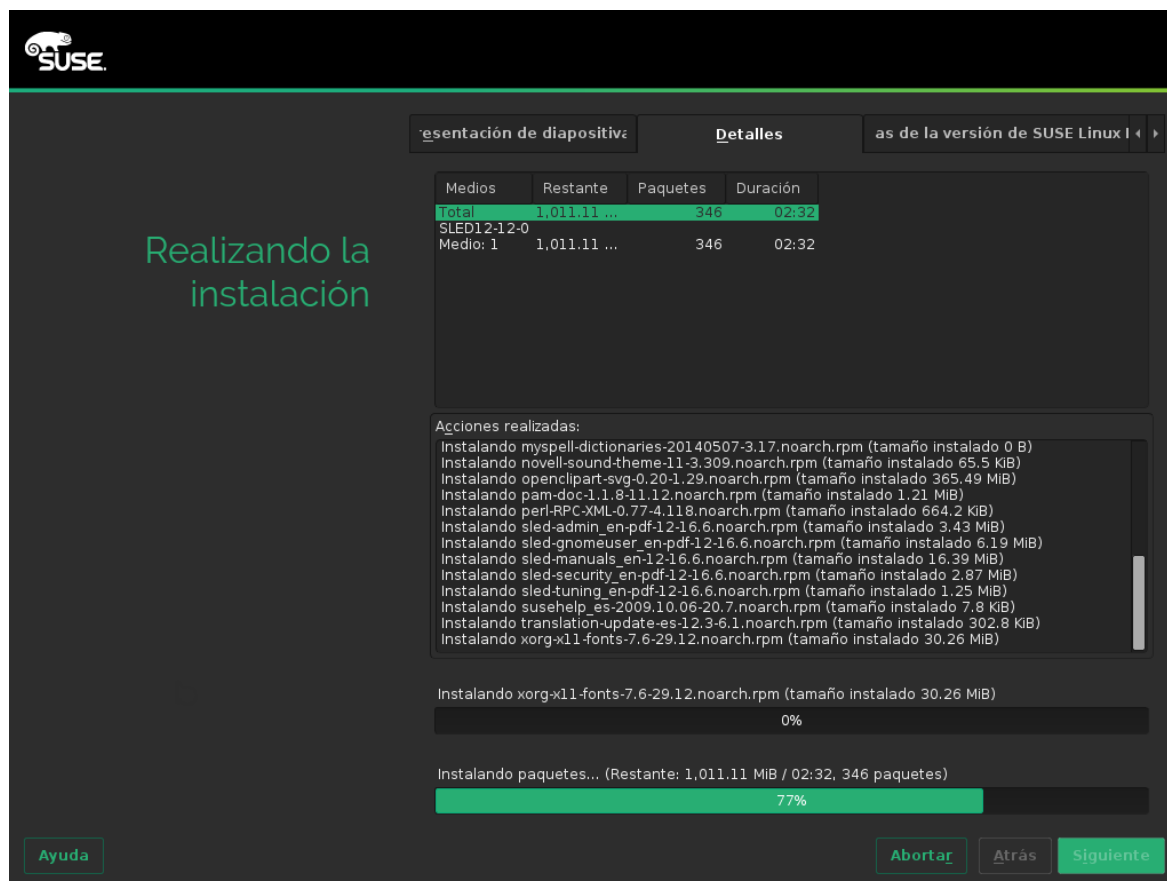 SUSE.
esentación de diapositiva
Detalles
as de la versión de SUSE Linux
Realizando la
instalación
Medios Restante Paquetes Duración
Total 1,011.11 ... 346 02:32
SLED12-12-0
Medio: 1 1,011.11 ... 346 02:32
Acciones realizadas:
Instalando myspell-dictionaries-20140507-3.17.noarch.rpm (tamaño instalado 0 B)
Instalando novell-sound-theme-11-3.309.noarch.rpm (tamaño instalado 65.5 KiB)
Instalando openclipart-svg-0.20-1.29.noarch.rpm (tamaño instalado 365.49 MiB)
Instalando pam-doc-1.1.8-11.12.noarch.rpm (tamaño instalado 1.21 MiB)
Instalando perl-RPC-XML-0.77-4.118.noarch.rpm (tamaño instalado 664.2 KiB)
Instalando sled-admin_en-pdf-12-16.6.noarch.rpm (tamaño instalado 3.43 MiB)
Instalando sled-gnomeuser_en-pdf-12-16.6.noarch.rpm (tamaño instalado 6.19 MiB)
Instalando sled-manuals_en-12-16.6.noarch.rpm (tamaño instalado 16.39 MiB)
Instalando sled-security_en-pdf-12-16.6.noarch.rpm (tamaño instalado 2.87 MiB)
Instalando sled-tuning_en-pdf-12-16.6.noarch.rpm (tamaño instalado 1.25 MiB)
Instalando susehelp_es-2009.10.06-20.7.noarch.rpm (tamaño instalado 7.8 KiB)
Instalando translation-update-es-12.3-6.1.noarch.rpm (tamaño instalado 302.8 KiB)
Instalando xorg-x11-fonts-7.6-29.12.noarch.rpm (tamaño instalado 30.26 MiB)
Instalando xorg-x11-fonts-7.6-29.12.noarch.rpm (tamaño instalado 30.26 MiB)
0%
Instalando paquetes... (Restante: 1,011.11 MiB / 02:32, 346 paquetes)
77%
Ayuda
Abortar
Atrás
Siguiente